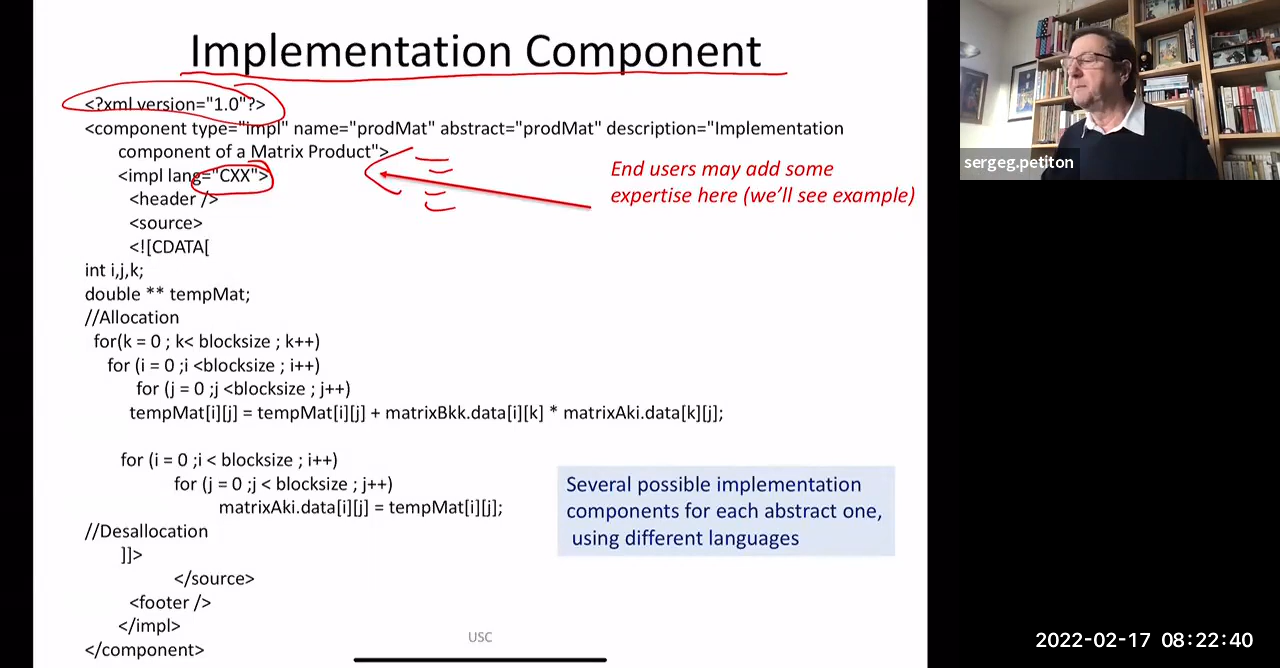 Implementation Component
<?xml version="1.0"?>
<component type="impl" name="prodMat" abstract="prodMat" description="Implementation
component of a Matrix Product">
<impl lang="CXX">
<header />
<source>
<![CDATA[
int i,j,k;
double ** tempMat;
//Allocation
for(k = 0 ; k< blocksize ; k++)
for (i = 0 ;i <blocksize ; i++)
for (j = 0 ;j <blocksize ; j++)
tempMat[i][j] = tempMat[i][j] + matrixBkk.data[i][k] * matrixAki.data[k][j];
for (i = 0 ;i < blocksize ; i++)
for (j = 0 ;j < blocksize ; j++)
matrixAki.data[i][j] = tempMat[i][j];
//Desallocation
]]>
</source>
<footer />
</impl>
</component>
End users may add some
expertise here (we'll see example)
Several possible implementation
components for each abstract one,
using different languages
USC
sergeg.petiton
2022-02-17 08:22:40